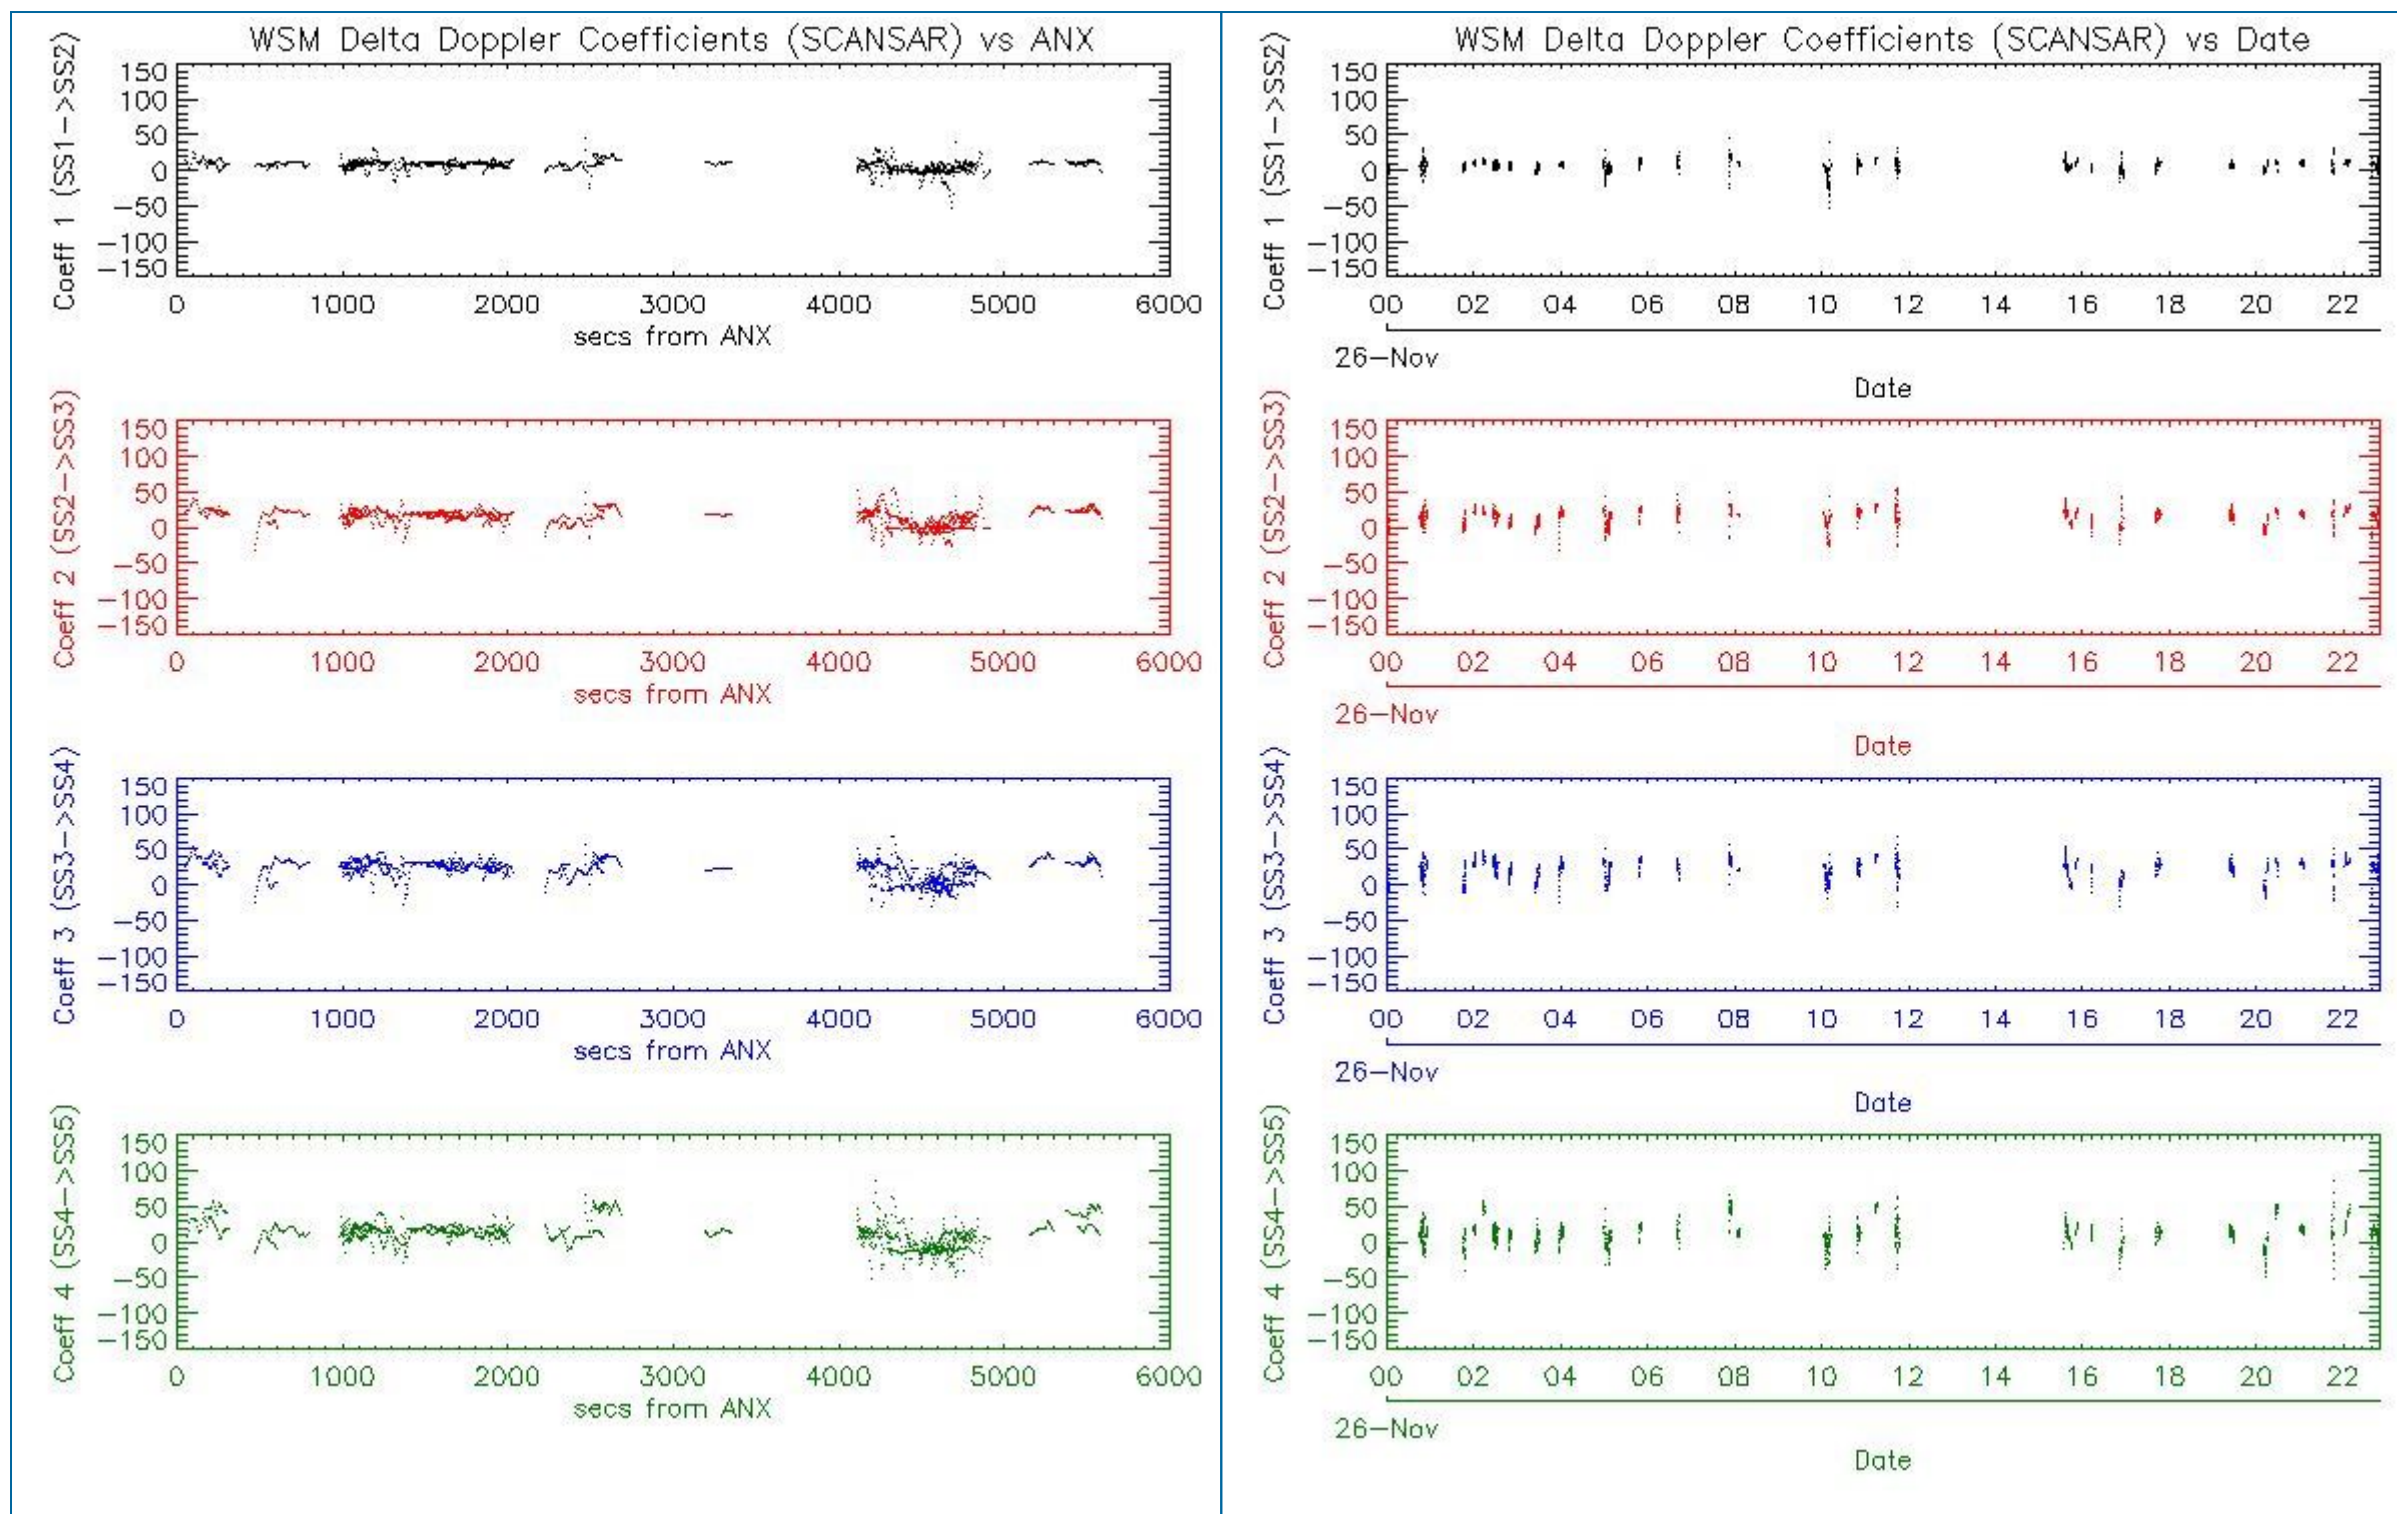 WSM Delta Doppler Coefficients (SCANSAR) vs ANX
Coeff 1 (SS1->SS2)
150
100
50
0
-50
-100
-150
0 1000 2000 3000 4000 5000 6000
secs from ANX
Coeff 2 (SS2->SS3)
150
100
50
0
-50
-100
-150
0 1000 2000 3000 4000 5000 6000
secs from ANX
Coeff 3 (SS3->SS4)
150
100
50
0
-50
-100
-150
0 1000 2000 3000 4000 5000 6000
secs from ANX
Coeff 4 (SS4->SS5)
150
100
50
0
-50
-100
-150
0 1000 2000 3000 4000 5000 6000
secs from ANX
WSM Delta Doppler Coefficients (SCANSAR) vs Date
Coeff 1 (SS1->SS2)
150
100
50
0
-50
-100
-150
00 02 04 06 08 10 12 14 16 18 20 22
26-Nov
Date
Coeff 2 (SS2->SS3)
150
100
50
0
-50
-100
-150
00 02 04 06 08 10 12 14 16 18 20 22
26-Nov
Date
Coeff 3 (SS3->SS4)
150
100
50
0
-50
-100
-150
00 02 04 06 08 10 12 14 16 18 20 22
26-Nov
Date
Coeff 4 (SS4->SS5)
150
100
50
0
-50
-100
-150
00 02 04 06 08 10 12 14 16 18 20 22
26-Nov
Date